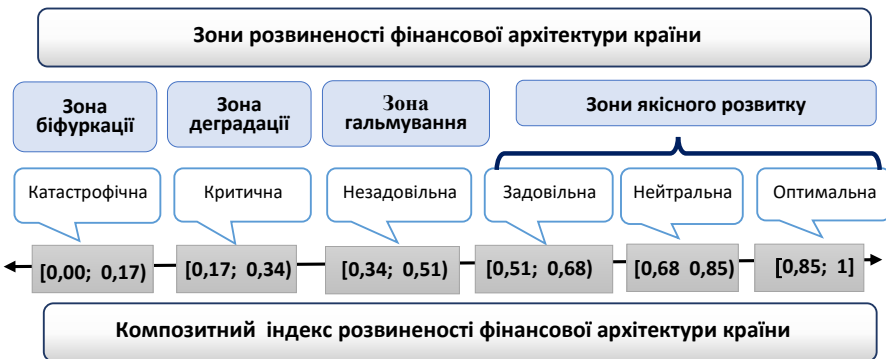 Зони розвиненості фінансової архітектури країни
Зона
біфуркації
Зона
деградації
Зона
гальмування
Зони якісного розвитку
Катастрофічна
Критична
Незадовільна
Задовільна
Нейтральна
Оптимальна
[0,00; 0,17)
[0,17; 0,34)
[0,34; 0,51)
[0,51; 0,68)
[0,68 0,85)
[0,85; 1]
Композитний індекс розвиненості фінансової архітектури країни